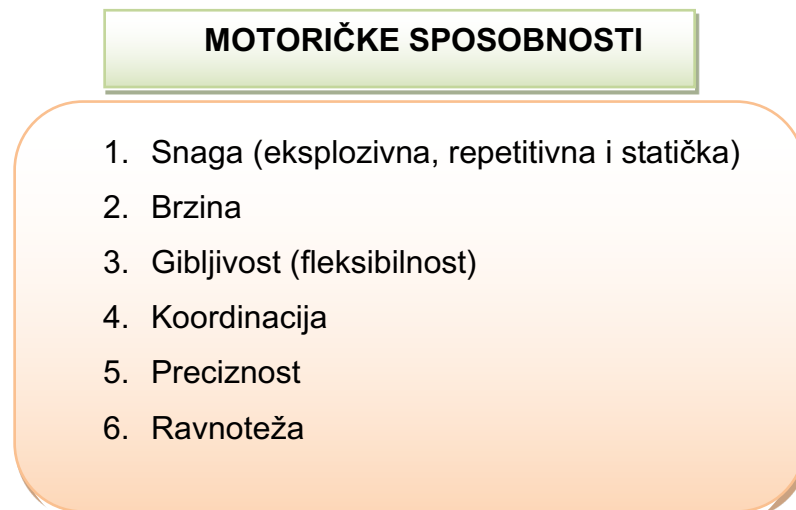 MOTORIČKE SPOSOBNOSTI
1. Snaga (eksplozivna, repetitivna i statička)
2. Brzina
3. Gibljivost (fleksibilnost)
4. Koordinacija
5. Preciznost
6. Ravnoteža